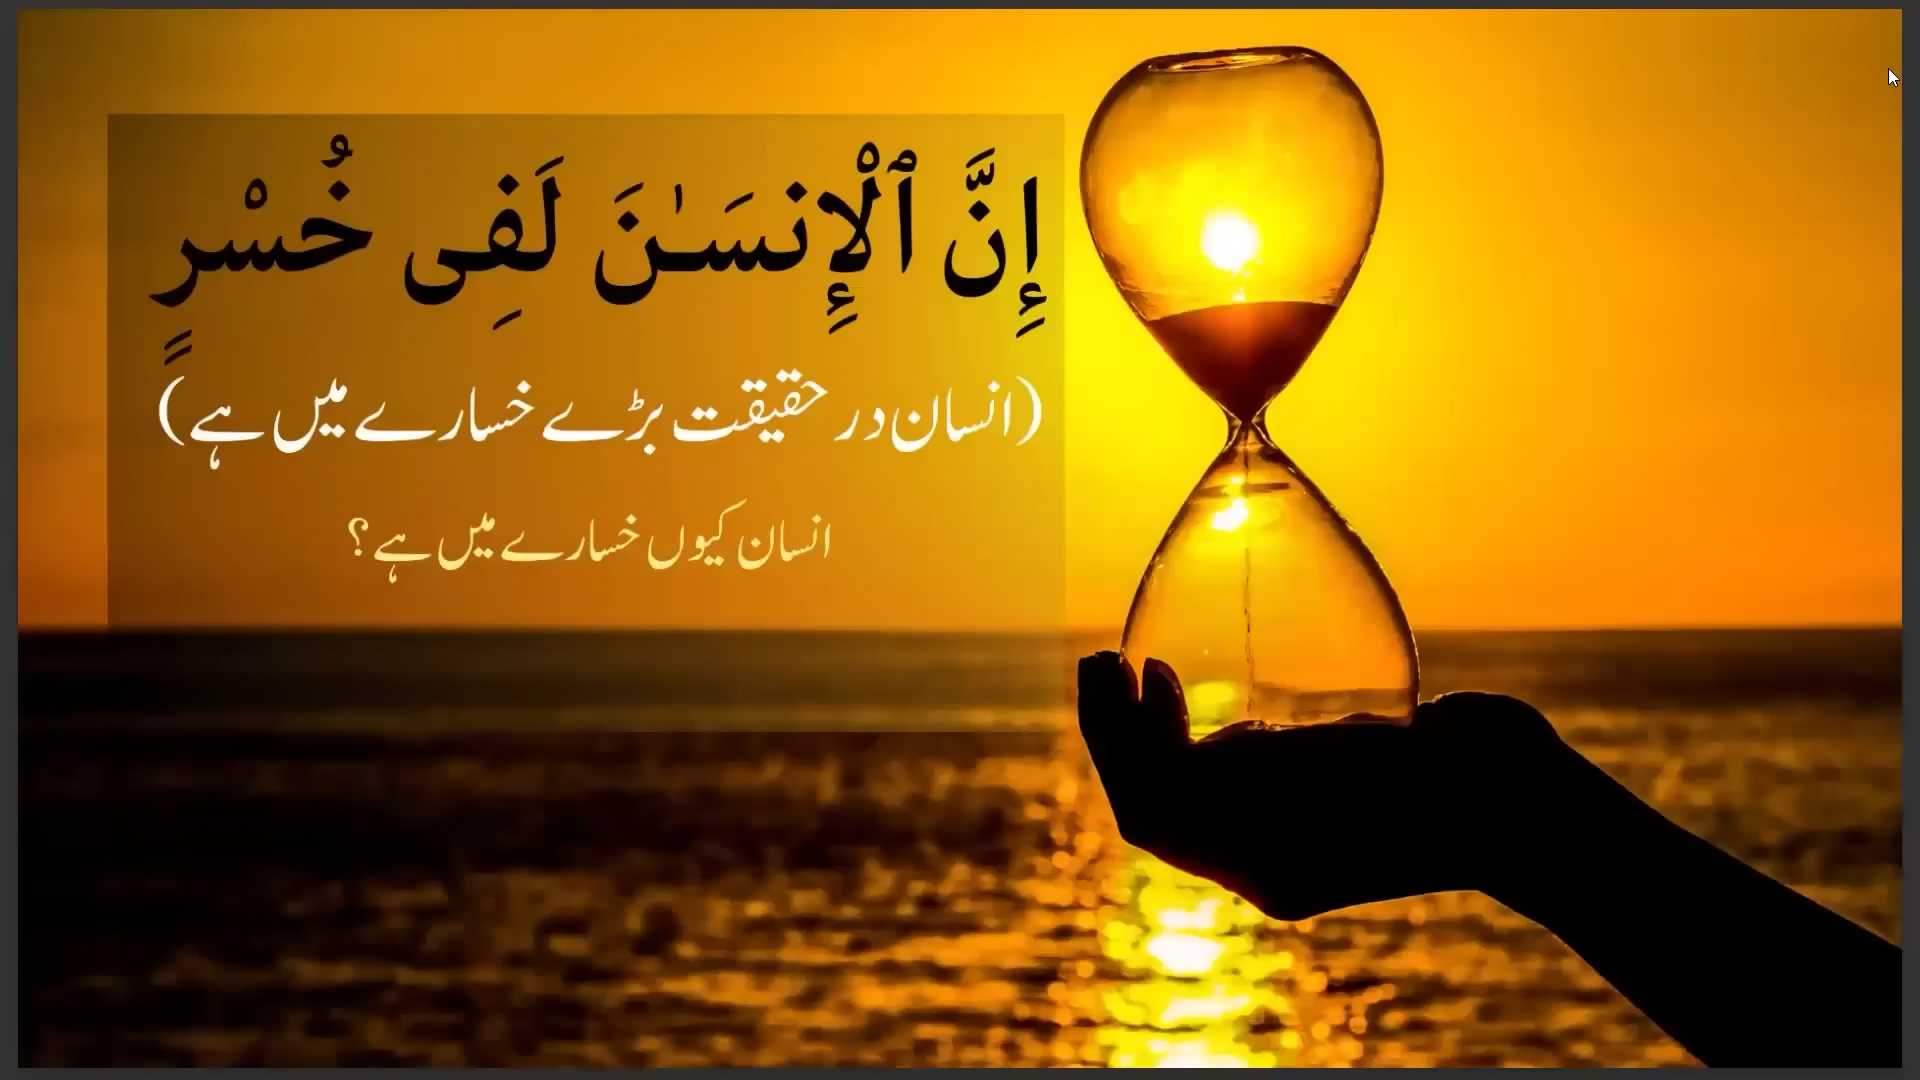 إِنَّ ٱلْإِنسَـٰنَ لَفِى خُسْرٍ
(انسان در حقیقت بڑے خسارے میں ہے)
انسان کیوں خسارے میں ہے؟